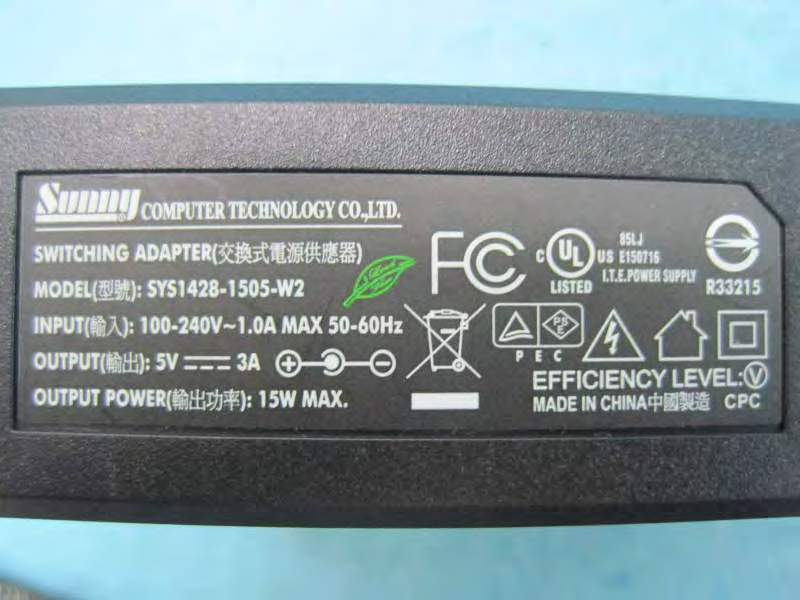 Sunny® COMPUTER TECHNOLOGY CO.,LTD.
SWITCHING ADAPTER(交換式電源供應器)
MODEL(型號): SYS1428-1505-W2
INPUT(輸入): 100-240V~1.0A MAX 50-60Hz
OUTPUT(輸出): 5V 3A
OUTPUT POWER(輸出功率): 15W MAX.
FC
C UL US
LISTED
85LJ
E150716
I.T.E.POWER SUPPLY
R33215
PS E
P E C
EFFICIENCY LEVEL:Ⓥ
MADE IN CHINA中國製造 CPC